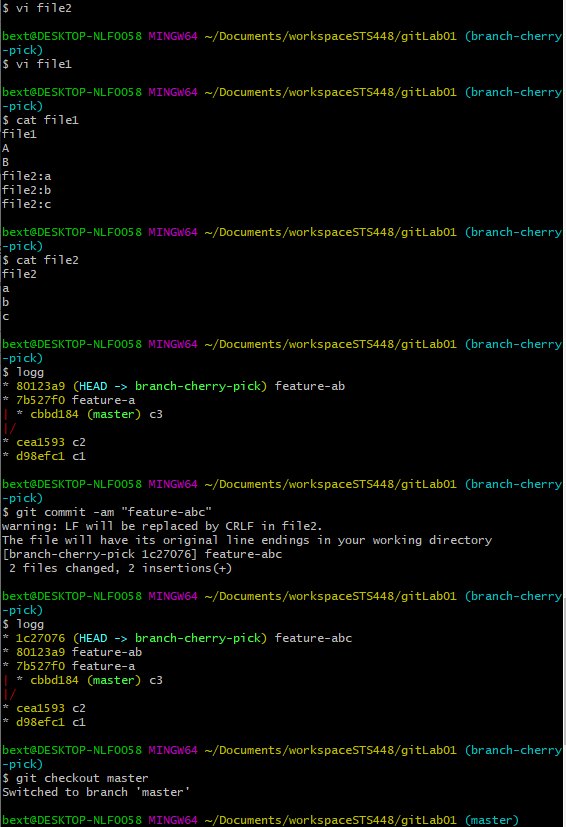 $ vi file2
bext@DESKTOP-NLFOO58 MINGW64 ~/Documents/workspaceSTS448/gitLab01 (branch-cherry
-pick)
$ vi file1
bext@DESKTOP-NLFOO58 MINGW64 ~/Documents/workspaceSTS448/gitLab01 (branch-cherry
-pick)
$ cat file1
file1
A
B
file2:a
file2:b
file2:c
bext@DESKTOP-NLFOO58 MINGW64 ~/Documents/workspaceSTS448/gitLab01 (branch-cherry
-pick)
$ cat file2
file2
a
b
c
bext@DESKTOP-NLFOO58 MINGW64 ~/Documents/workspaceSTS448/gitLab01 (branch-cherry
-pick)
$ logg
* 80123a9 (HEAD -> branch-cherry-pick) feature-ab
* 7b527f0 feature-a
| * cbbd184 (master) c3
|/
* cea1593 c2
* d98efc1 c1
bext@DESKTOP-NLFOO58 MINGW64 ~/Documents/workspaceSTS448/gitLab01 (branch-cherry
-pick)
$ git commit -am "feature-abc"
warning: LF will be replaced by CRLF in file2.
The file will have its original line endings in your working directory
[branch-cherry-pick 1c27076] feature-abc
 2 files changed, 2 insertions(+)
bext@DESKTOP-NLFOO58 MINGW64 ~/Documents/workspaceSTS448/gitLab01 (branch-cherry
-pick)
$ logg
* 1c27076 (HEAD -> branch-cherry-pick) feature-abc
* 80123a9 feature-ab
* 7b527f0 feature-a
| * cbbd184 (master) c3
|/
* cea1593 c2
* d98efc1 c1
bext@DESKTOP-NLFOO58 MINGW64 ~/Documents/workspaceSTS448/gitLab01 (branch-cherry
-pick)
$ git checkout master
Switched to branch 'master'
bext@DESKTOP-NLFOO58 MINGW64 ~/Documents/workspaceSTS448/gitLab01 (master)